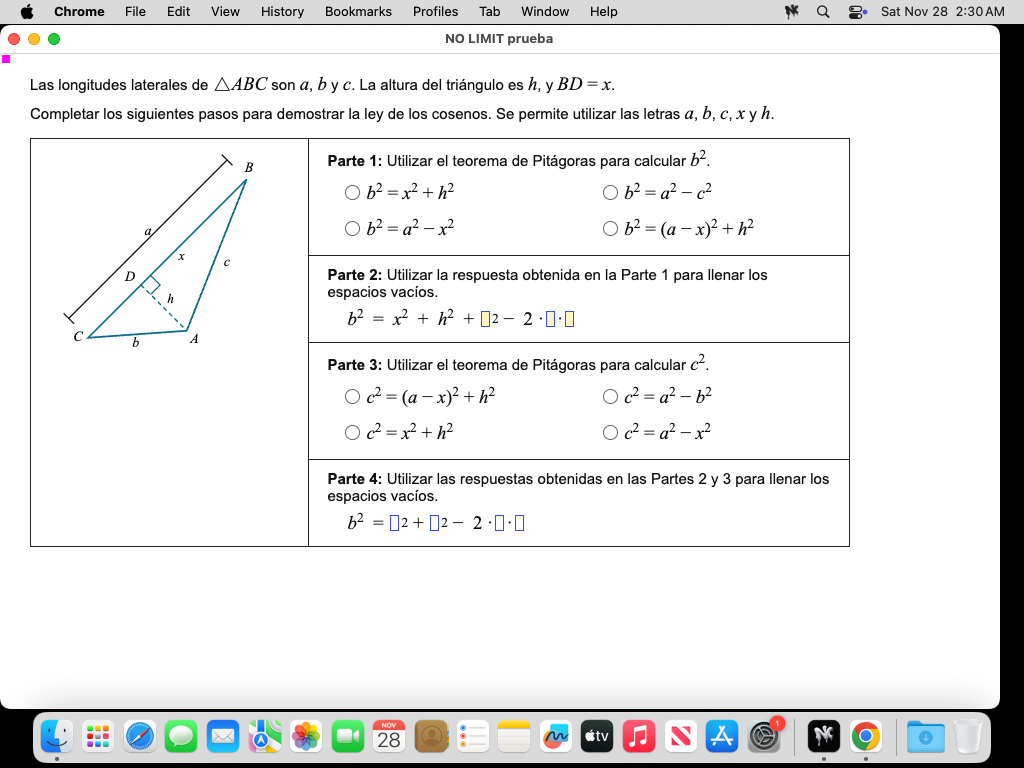 Chrome File Edit View History Bookmarks Profiles Tab Window Help Sat Nov 28 2:30 AM
NO LIMIT prueba
Las longitudes laterales de △ABC son a, b y c. La altura del triángulo es h, y BD = x.
Completar los siguientes pasos para demostrar la ley de los cosenos. Se permite utilizar las letras a, b, c, x y h.
B
a
x
c
D
h
C
b
A
Parte 1: Utilizar el teorema de Pitágoras para calcular b².
b² = x² + h² b² = a² − c²
b² = a² − x² b² = (a − x)² + h²
Parte 2: Utilizar la respuesta obtenida en la Parte 1 para llenar los
espacios vacíos.
b² = x² + h² + □2 − 2 ·□·□
Parte 3: Utilizar el teorema de Pitágoras para calcular c².
c² = (a − x)² + h² c² = a² − b²
c² = x² + h² c² = a² − x²
Parte 4: Utilizar las respuestas obtenidas en las Partes 2 y 3 para llenar los
espacios vacíos.
b² = □2 + □2 − 2 ·□·□
NOV
28
tv
1